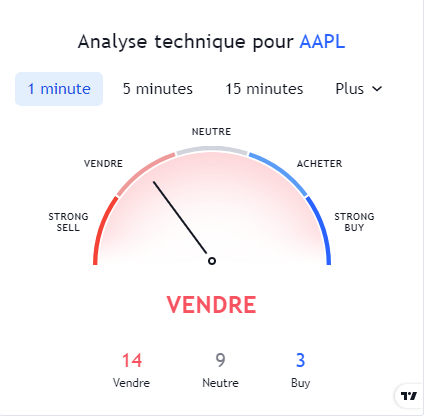 Analyse technique pour AAPL
1 minute 5 minutes 15 minutes Plus
NEUTRE
VENDRE ACHETER
STRONG SELL STRONG BUY
VENDRE
14 9 3
Vendre Neutre Buy